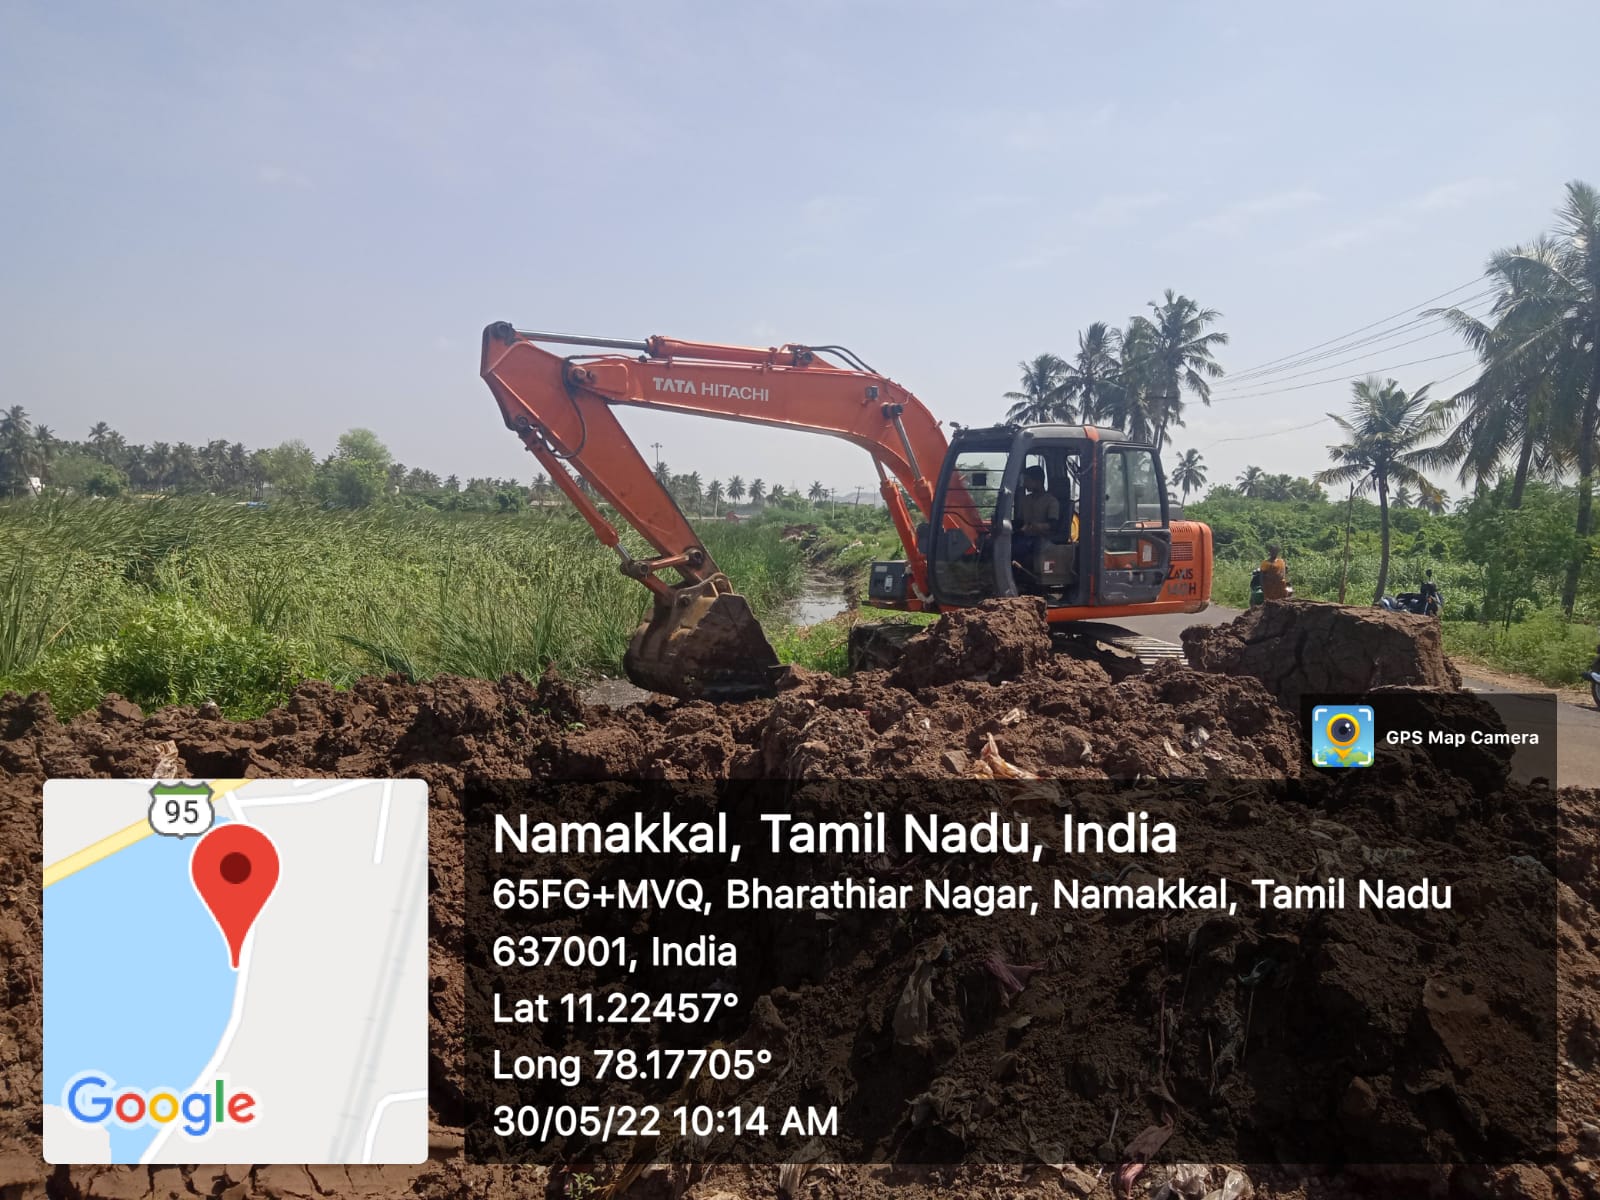 TATA HITACHI
ZAXIS
GPS Map Camera
95
Namakkal, Tamil Nadu, India
65FG+MVQ, Bharathiar Nagar, Namakkal, Tamil Nadu
637001, India
Lat 11.22457°
Long 78.17705°
30/05/22 10:14 AM
Google